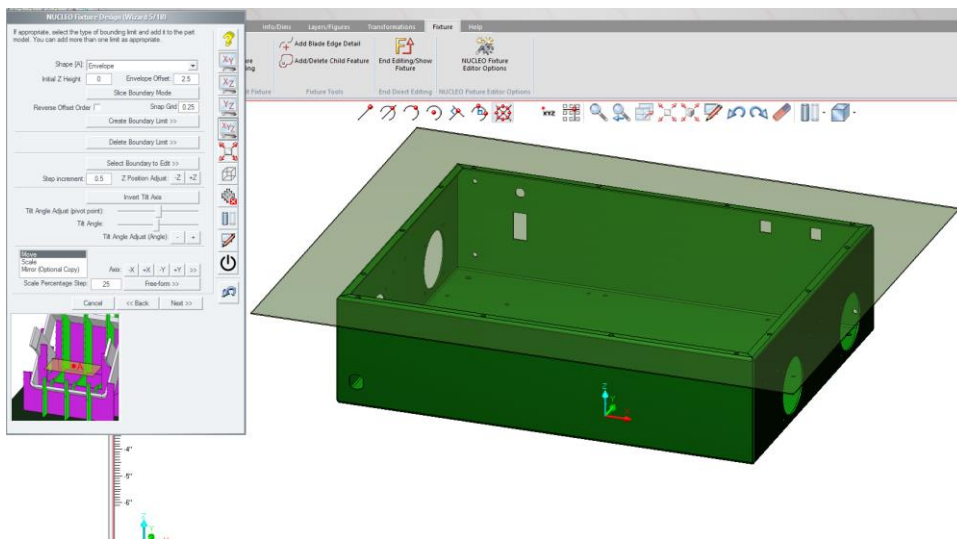 NUCLEO Fixture Design (Wizard 5/18)
If appropriate, select the type of bounding limit and add it to the part
model. You can add more than one limit as appropriate.
Shape [A] Envelope
Initial Z Height 0 Envelope Offset 2.5
Slice Boundary Mode
Reverse Offset Order Snap Grid 0.25
Create Boundary Limit >>
Delete Boundary Limit >>
Select Boundary to Edit >>
Step increment 0.5 Z Position Adjust -Z +Z
Invert Tilt Axis
Tilt Angle Adjust (pivot point)
Tilt Angle:
Tilt Angle Adjust (Angle) - +
Move
Scale
Mirror (Optional Copy) Axis: -X +X -Y +Y >>
Scale Percentage Step: 25 Free-form >>
Cancel << Back Next >>
A
XY
XZ
YZ
XYZ
Info/Dims Layers/Figures Transformations Fixture Help
Add Blade Edge Detail
Add/Delete Child Feature
End Editing/Show
Fixture
NUCLEO Fixture
Editor Options
Fixture Fixture Tools End Direct Editing NUCLEO Fixture Editor Options
XYZ
Z
-4"
-5"
-6"
Z